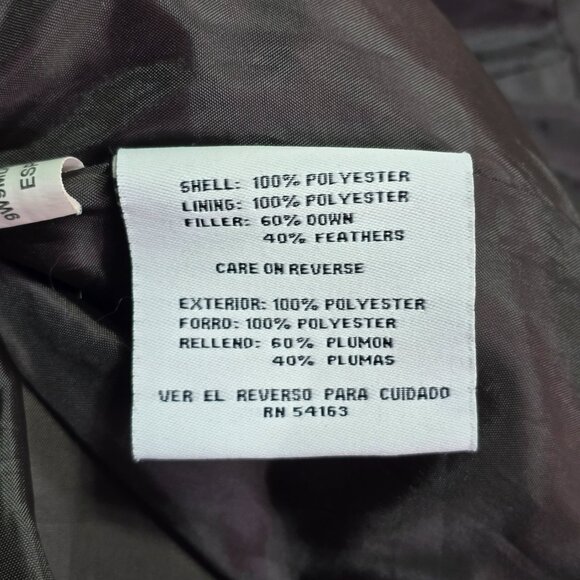 SHELL: 100% POLYESTER
LINING: 100% POLYESTER
FILLER: 60% DOWN
40% FEATHERS
CARE ON REVERSE
EXTERIOR: 100% POLYESTER
FORRO: 100% POLYESTER
RELLENO: 60% PLUMON
40% PLUMAS
VER EL REVERSO PARA CUIDADO
RN 54163